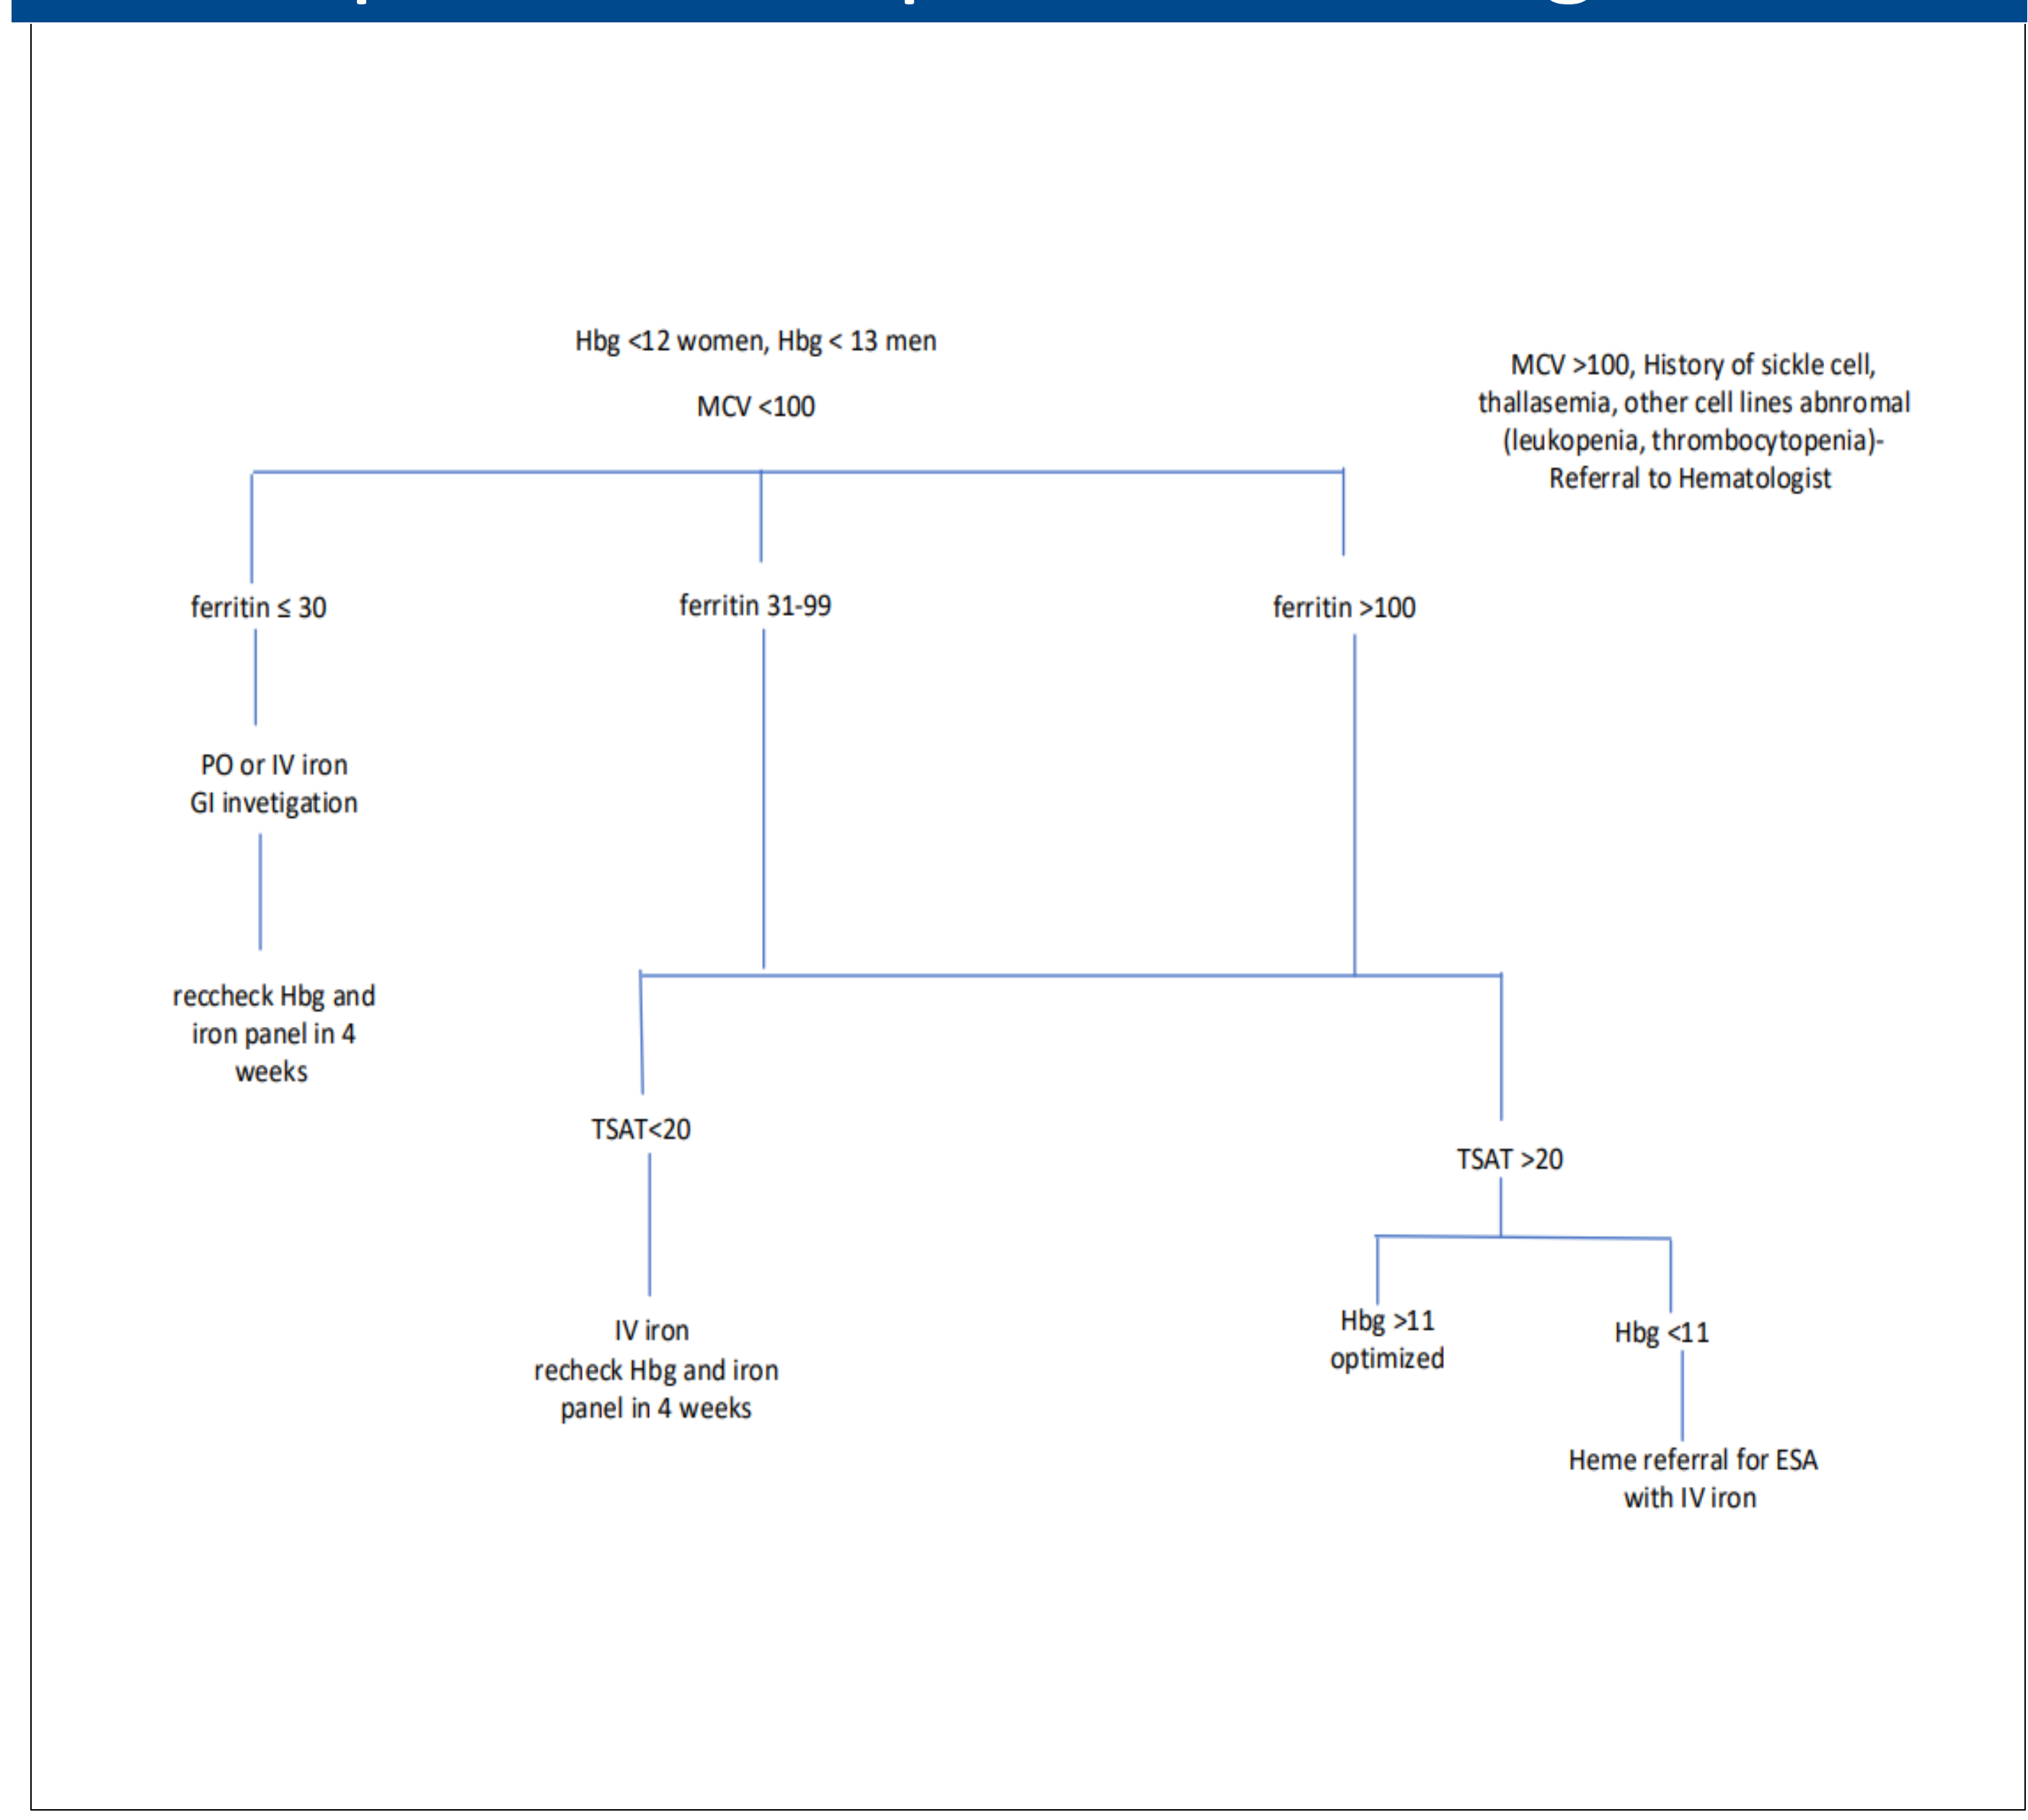 Hbg <12 women, Hbg < 13 men
MCV <100
MCV >100, History of sickle cell,
thallasemia, other cell lines abnromal
(leukopenia, thrombocytopenia)-
Referral to Hematologist
ferritin ≤ 30
ferritin 31-99
ferritin >100
PO or IV iron
GI invetigation
reccheck Hbg and
iron panel in 4
weeks
TSAT<20
TSAT >20
IV iron
recheck Hbg and iron
panel in 4 weeks
Hbg >11
optimized
Hbg <11
Heme referral for ESA
with IV iron